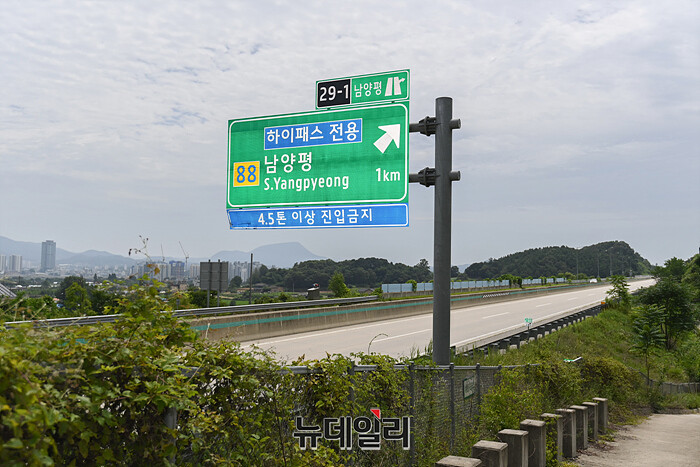 29-1 남양평
하이패스 전용
88 남양평
S.Yangpyeong 1km
4.5톤 이상 진입금지
뉴데일리